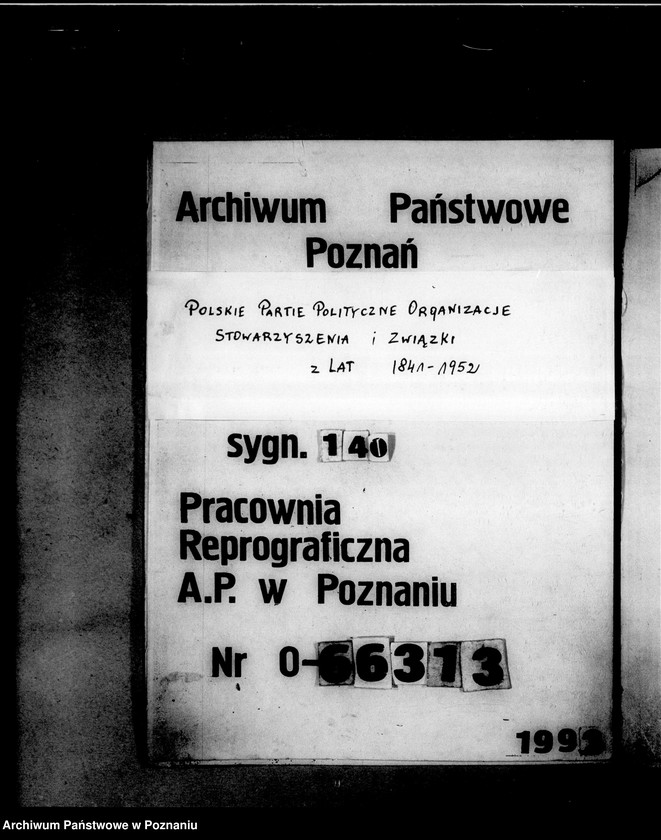 Archiwum Państwowe
Poznań
POLSKIE PARTIE POLITYCZNE ORGANIZACJE
STOWARZYSZENIA i ZWIĄZKI
z LAT 1841-1952
sygn. 140
Pracownia
Reprograficzna
A.P. w Poznaniu
Nr 0-66313
1993
Archiwum Państwowe w Poznaniu